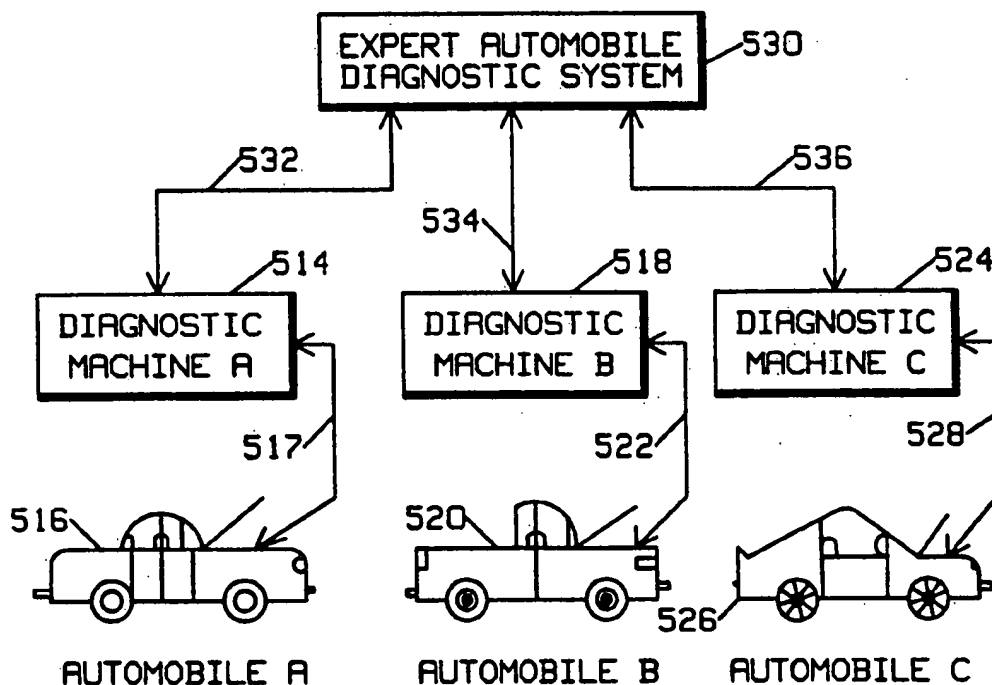 EXPERT AUTOMOBILE
DIAGNOSTIC SYSTEM
530
532
536
534
514
518
524
DIAGNOSTIC
MACHINE A
DIAGNOSTIC
MACHINE B
DIAGNOSTIC
MACHINE C
517
522
528
516
520
526
AUTOMOBILE A
AUTOMOBILE B
AUTOMOBILE C